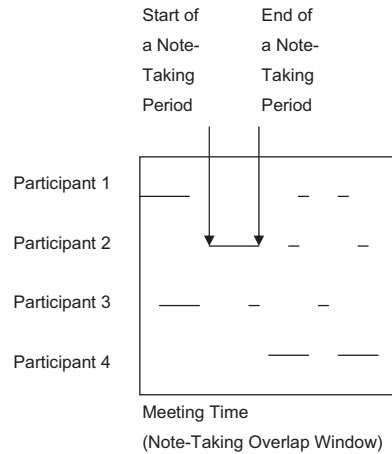 Start of
a Note-
Taking
Period
End of
a Note-
Taking
Period
Participant 1
Participant 2
Participant 3
Participant 4
Meeting Time
(Note-Taking Overlap Window)